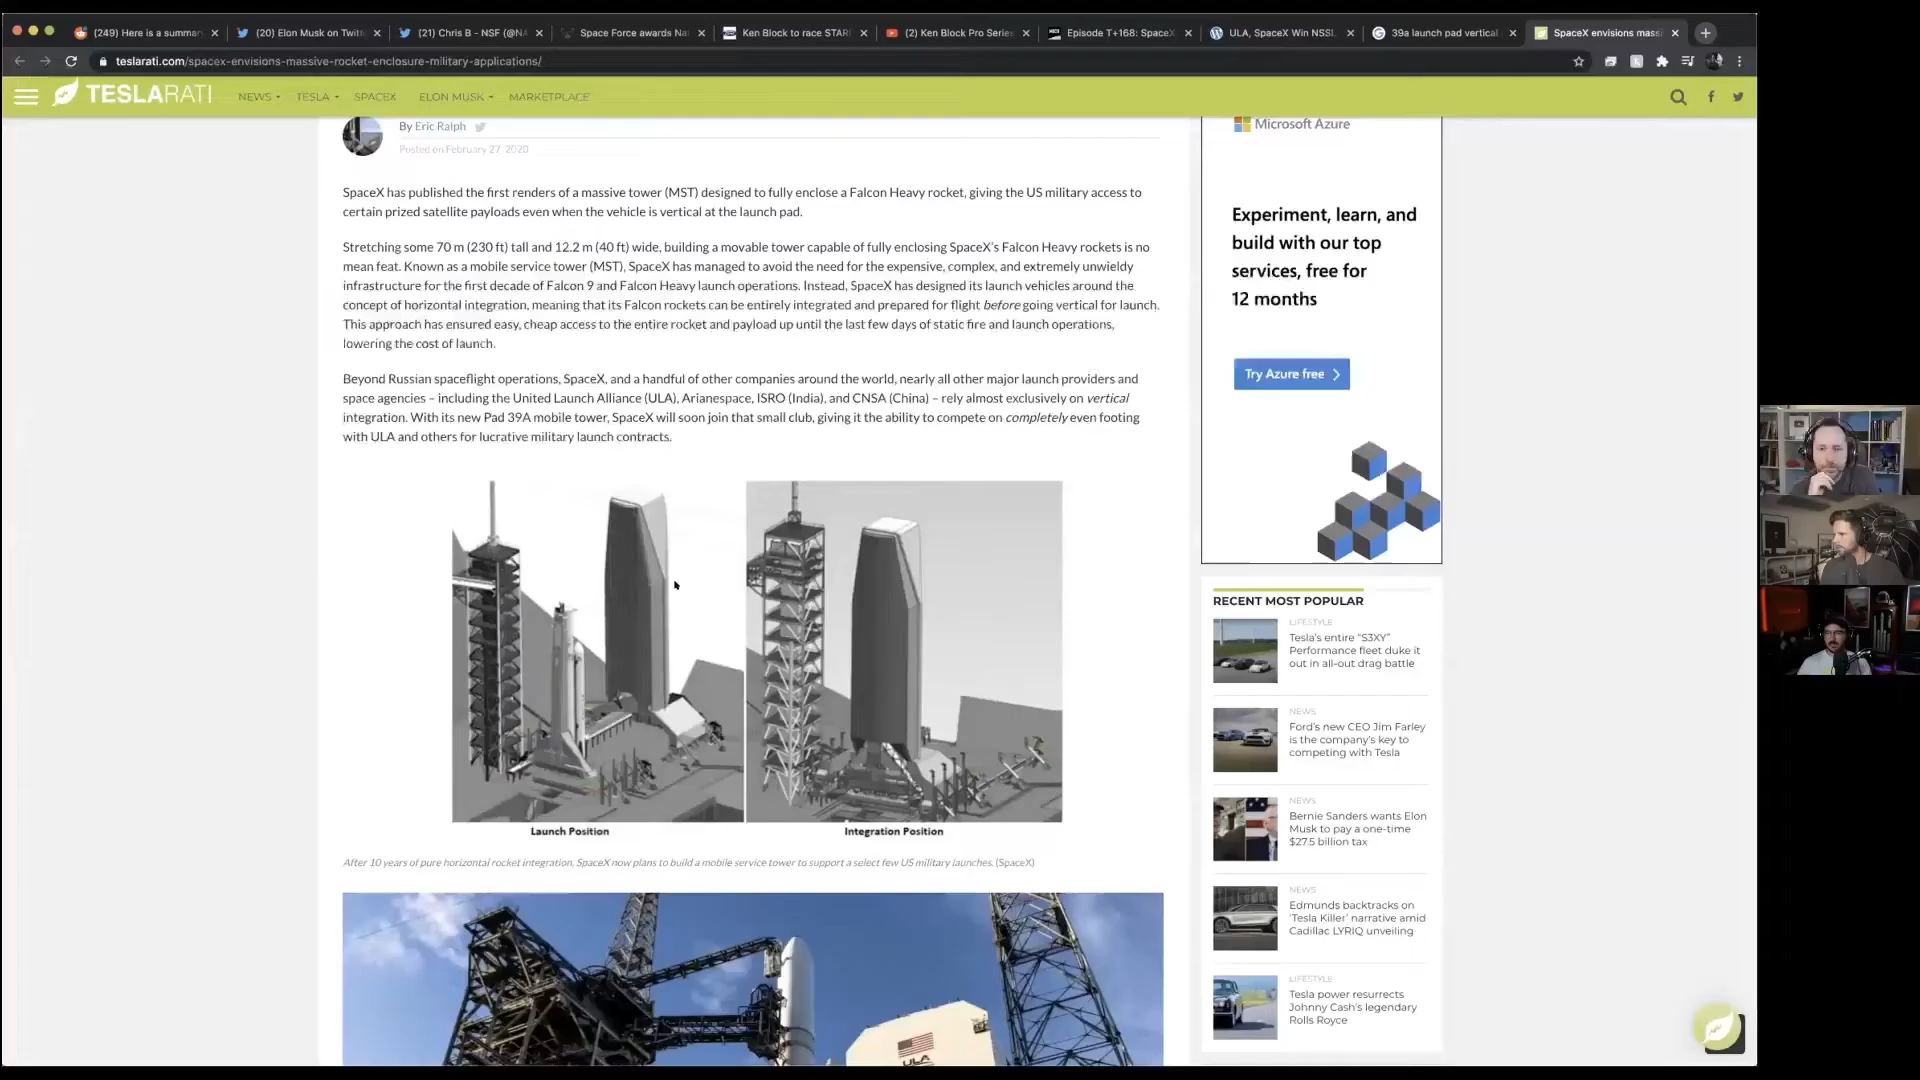 (249) Here is a summar
(20) Elon Musk on Twitt
(21) Chris B - NSF (@NA
Space Force awards Nat
Ken Block to race STAR
(2) Ken Block Pro Series
Episode T+168: SpaceX
ULA, SpaceX Win NSSL
39a launch pad vertical
SpaceX envisions mass
teslarati.com/spacex-envisions-massive-rocket-enclosure-military-applications/
TESLARATI
NEWS
TESLA
SPACEX
ELON MUSK
MARKETPLACE
By Eric Ralph
Posted on February 27, 2020
SpaceX has published the first renders of a massive tower (MST) designed to fully enclose a Falcon Heavy rocket, giving the US military access to
certain prized satellite payloads even when the vehicle is vertical at the launch pad.
Stretching some 70 m (230 ft) tall and 12.2 m (40 ft) wide, building a movable tower capable of fully enclosing SpaceX's Falcon Heavy rockets is no
mean feat. Known as a mobile service tower (MST), SpaceX has managed to avoid the need for the expensive, complex, and extremely unwieldy
infrastructure for the first decade of Falcon 9 and Falcon Heavy launch operations. Instead, SpaceX has designed its launch vehicles around the
concept of horizontal integration, meaning that its Falcon rockets can be entirely integrated and prepared for flight before going vertical for launch.
This approach has ensured easy, cheap access to the entire rocket and payload up until the last few days of static fire and launch operations,
lowering the cost of launch.
Beyond Russian spaceflight operations, SpaceX, and a handful of other companies around the world, nearly all other major launch providers and
space agencies – including the United Launch Alliance (ULA), Arianespace, ISRO (India), and CNSA (China) – rely almost exclusively on vertical
integration. With its new Pad 39A mobile tower, SpaceX will soon join that small club, giving it the ability to compete on completely even footing
with ULA and others for lucrative military launch contracts.
Launch Position
Integration Position
After 10 years of pure horizontal rocket integration, SpaceX now plans to build a mobile service tower to support a select few US military launches. (SpaceX)
ULA
Microsoft Azure
Experiment, learn, and
build with our top
services, free for
12 months
Try Azure free
RECENT MOST POPULAR
LIFESTYLE
Tesla's entire "S3XY"
Performance fleet duke it
out in all-out drag battle
NEWS
Ford's new CEO Jim Farley
is the company's key to
competing with Tesla
NEWS
Bernie Sanders wants Elon
Musk to pay a one-time
$27.5 billion tax
NEWS
Edmunds backtracks on
'Tesla Killer' narrative amid
Cadillac LYRIQ unveiling
LIFESTYLE
Tesla power resurrects
Johnny Cash's legendary
Rolls Royce